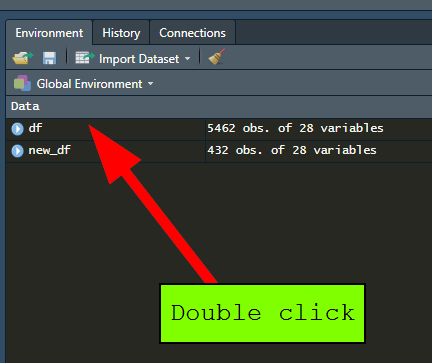 Environment History Connections
Import Dataset
Global Environment
Data
df 5462 obs. of 28 variables
new_df 432 obs. of 28 variables
Double click